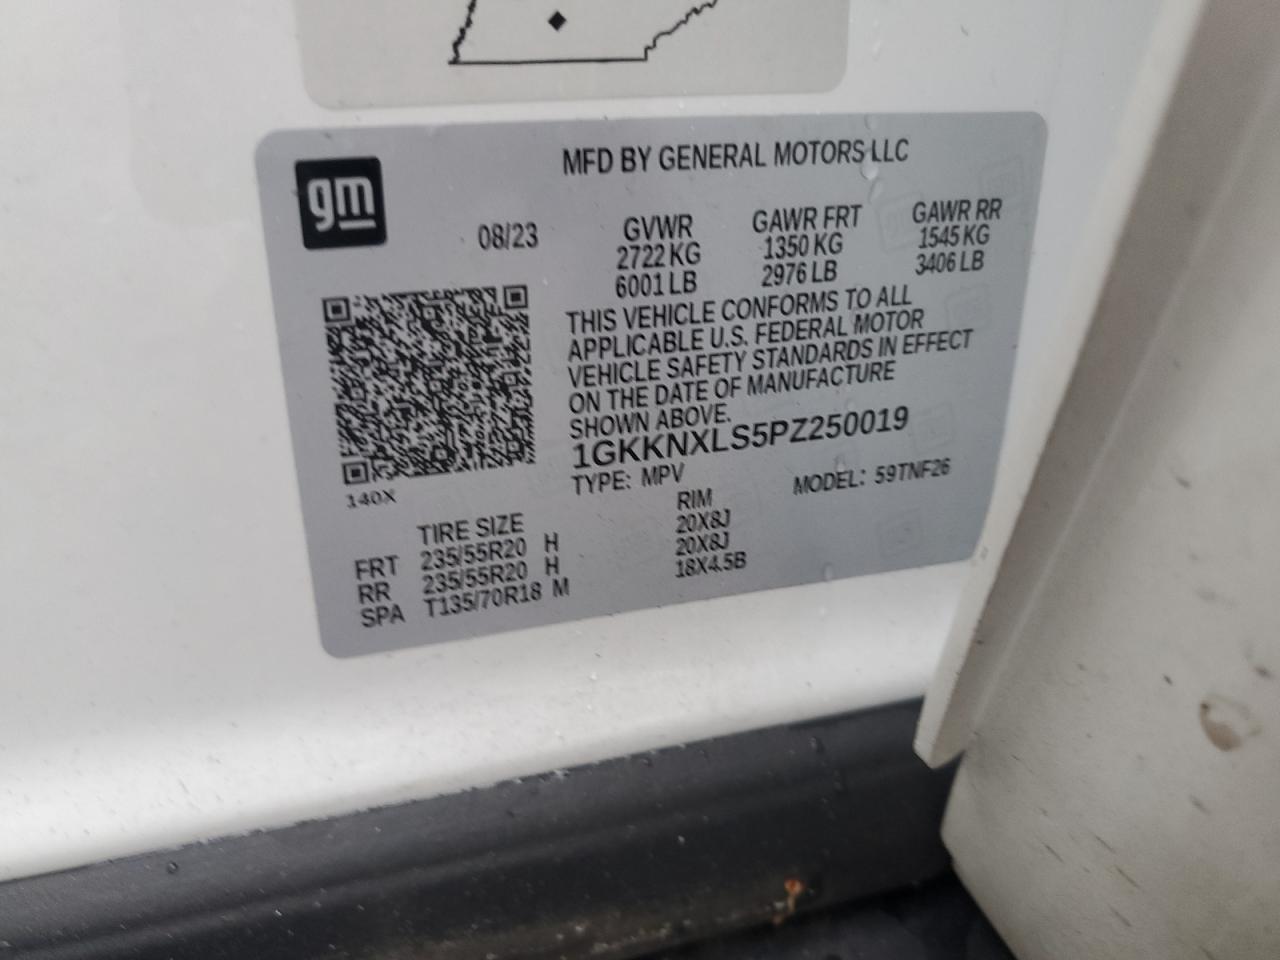 gm
MFD BY GENERAL MOTORS LLC
08/23
GVWR
2722 KG
6001 LB
GAWR FRT
1350 KG
2976 LB
GAWR RR
1545 KG
3406 LB
THIS VEHICLE CONFORMS TO ALL
APPLICABLE U.S. FEDERAL MOTOR
VEHICLE SAFETY STANDARDS IN EFFECT
ON THE DATE OF MANUFACTURE
SHOWN ABOVE.
1GKKNXLS5PZ250019
TYPE: MPV
MODEL: 59TNF26
140X
TIRE SIZE
RIM
FRT 235/55R20 H 20X8J
RR 235/55R20 H 20X8J
SPA T135/70R18 M 18X4.5B